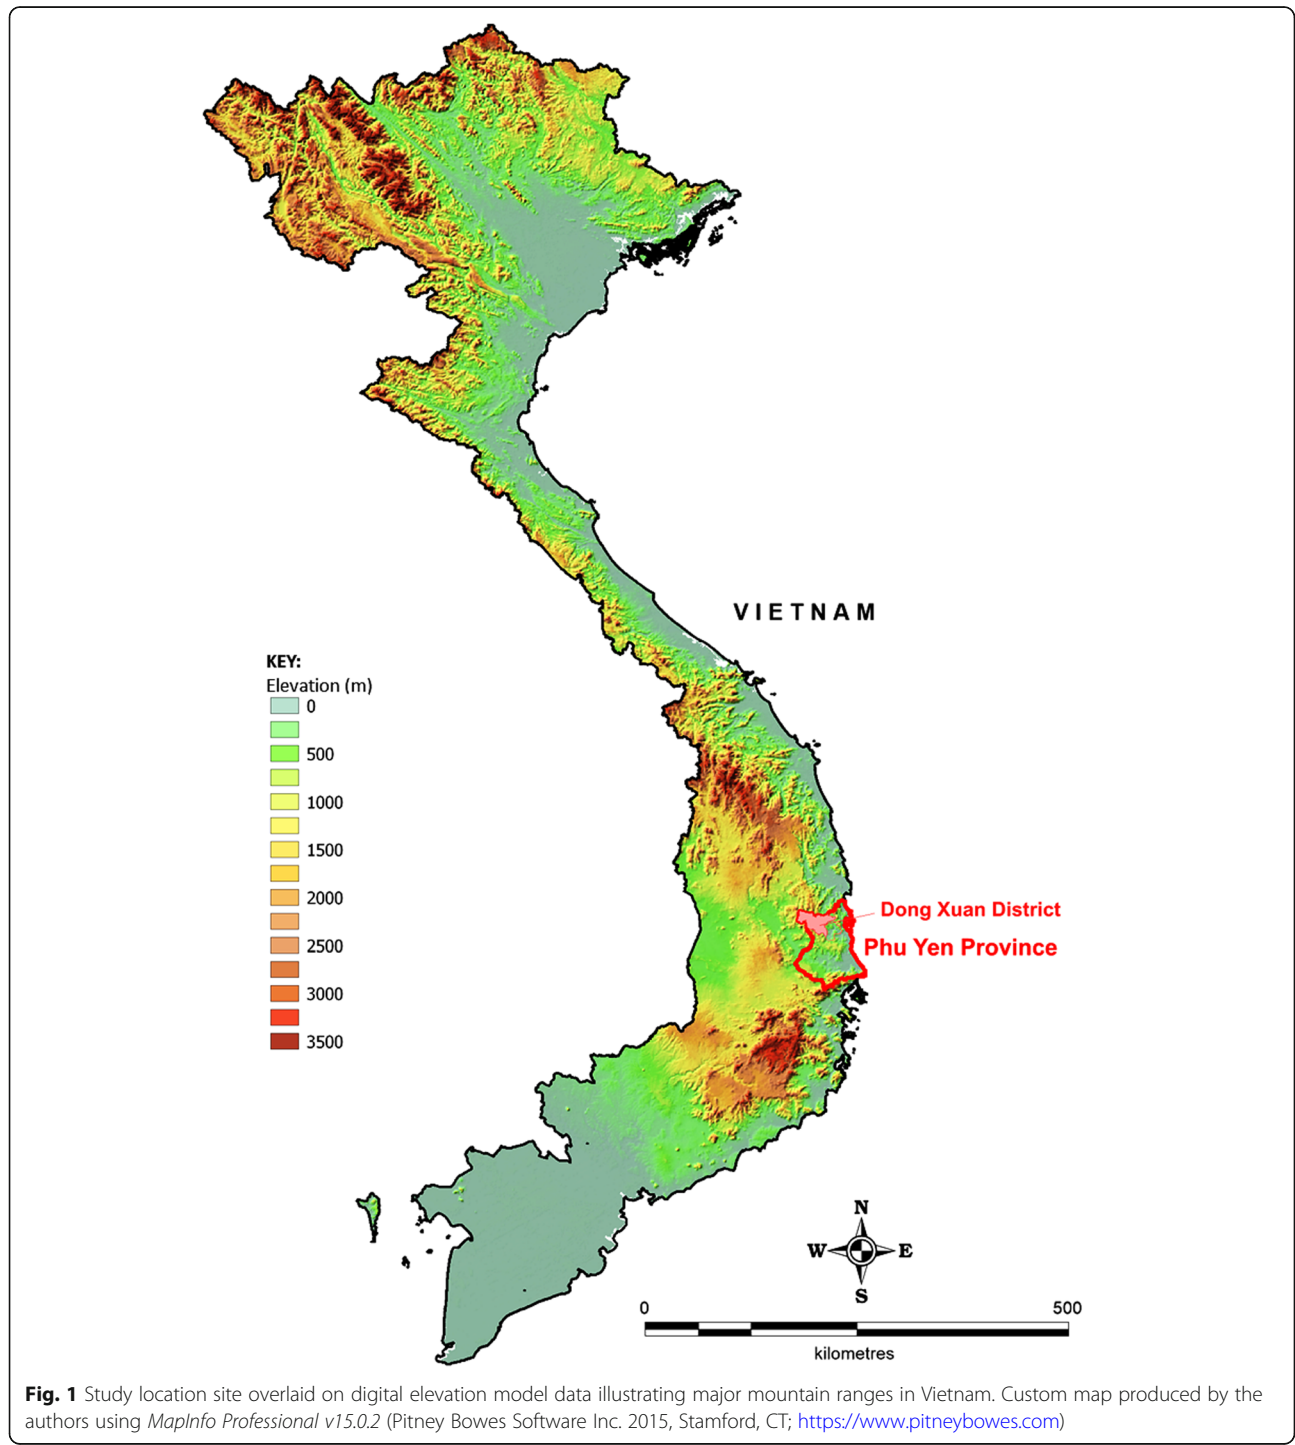 VIETNAM
KEY:
Elevation (m)
0
500
1000
1500
2000
2500
3000
3500
Dong Xuan District
Phu Yen Province
N
W E
S
0 500
kilometres
Fig. 1 Study location site overlaid on digital elevation model data illustrating major mountain ranges in Vietnam. Custom map produced by the
authors using MapInfo Professional v15.0.2 (Pitney Bowes Software Inc. 2015, Stamford, CT; https://www.pitneybowes.com)